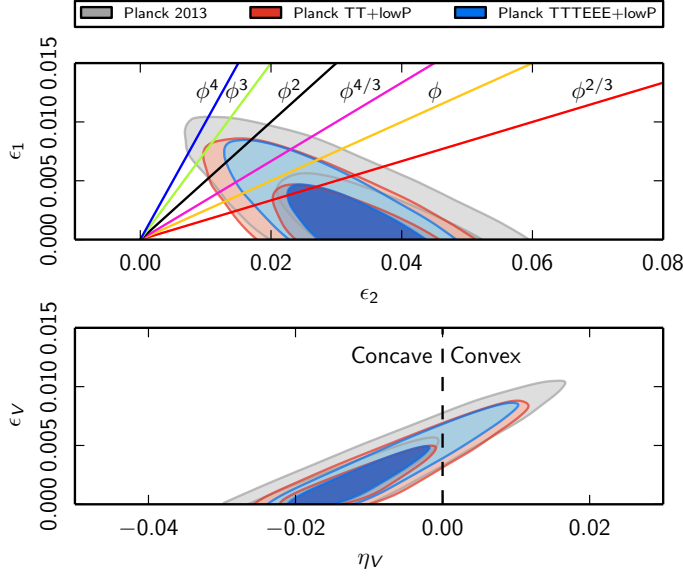 Planck 2013 Planck TT+lowP Planck TTTEEE+lowP
0.000 0.005 0.010 0.015
ϵ₁
ϕ⁴ ϕ³ ϕ² ϕ^{4/3} ϕ ϕ^{2/3}
0.00 0.02 0.04 0.06 0.08
ϵ₂
0.000 0.005 0.010 0.015
ϵ_V
Concave Convex
−0.04 −0.02 0.00 0.02
η_V